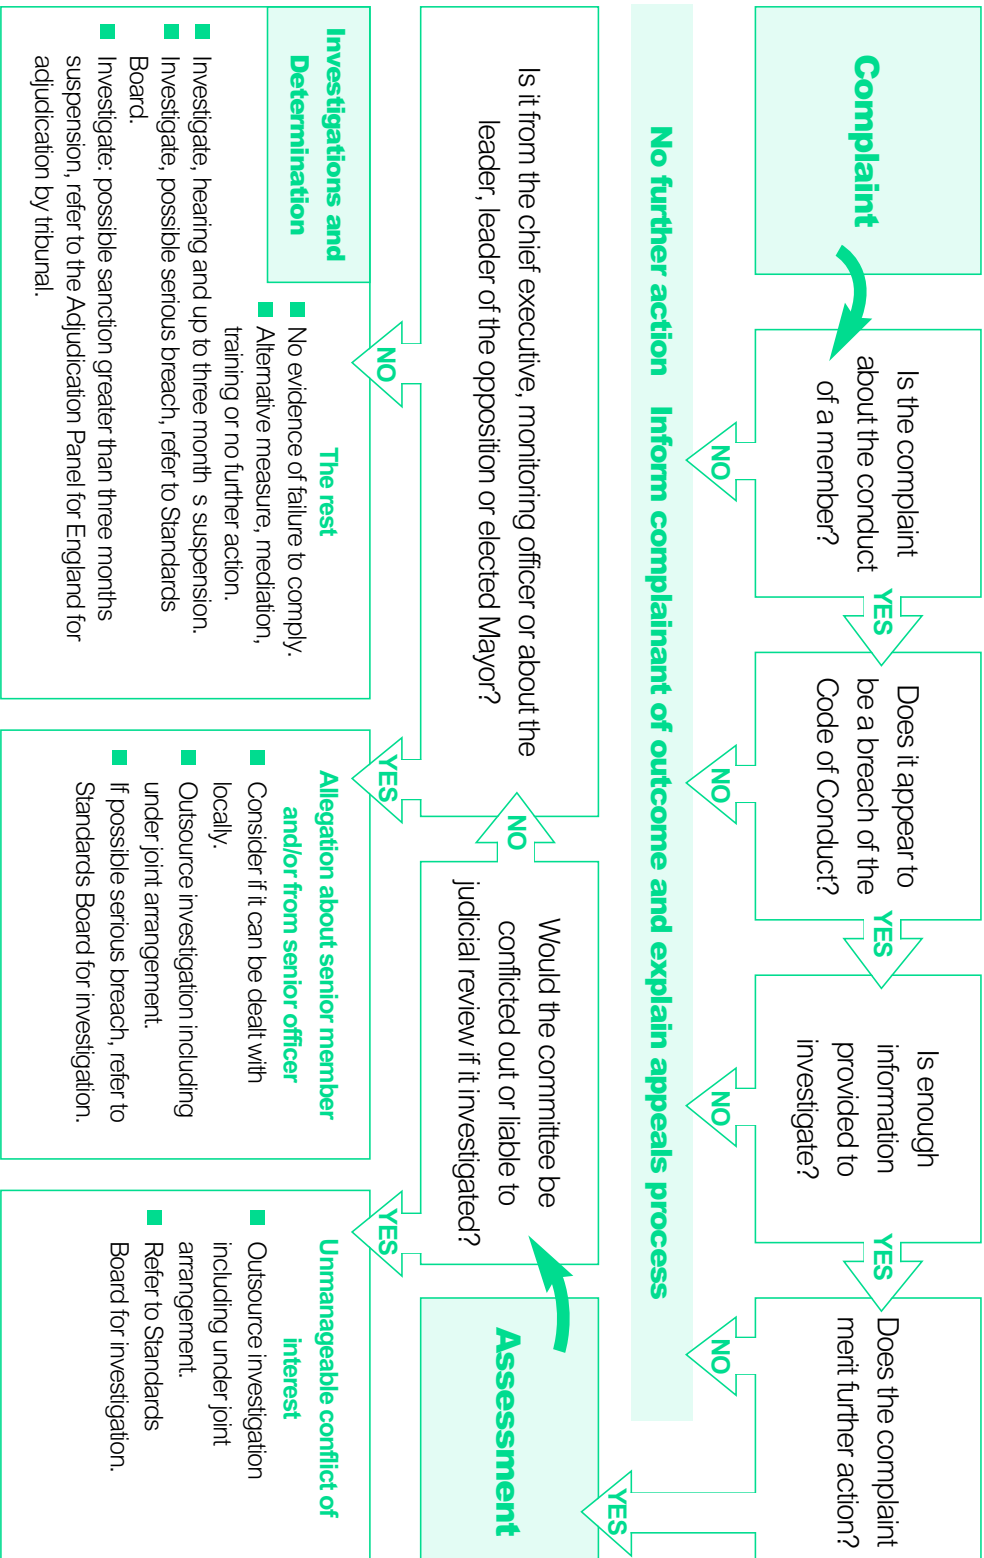 Complaint
Is the complaint
about the conduct
of a member?
YES
Does it appear to
be a breach of the
Code of Conduct?
YES
Is enough
information
provided to
investigate?
YES
Does the complaint
merit further action?
NO
NO
NO
NO
YES
No further action Inform complainant of outcome and explain appeals process
Assessment
Would the committee be
conflicted out or liable to
judicial review if it investigated?
NO
Is it from the chief executive, monitoring officer or about the
leader, leader of the opposition or elected Mayor?
NO
YES
YES
Investigations and
Determination
The rest
■ No evidence of failure to comply.
■ Alternative measure, mediation,
training or no further action.
■ Investigate, hearing and up to three month s suspension.
■ Investigate, possible serious breach, refer to Standards
Board.
■ Investigate: possible sanction greater than three months
suspension, refer to the Adjudication Panel for England for
adjudication by tribunal.
Allegation about senior member
and/or from senior officer
■ Consider if it can be dealt with
locally.
■ Outsource investigation including
under joint arrangement.
■ If possible serious breach, refer to
Standards Board for investigation.
Unmanageable conflict of
interest
■ Outsource investigation
including under joint
arrangement.
■ Refer to Standards
Board for investigation.